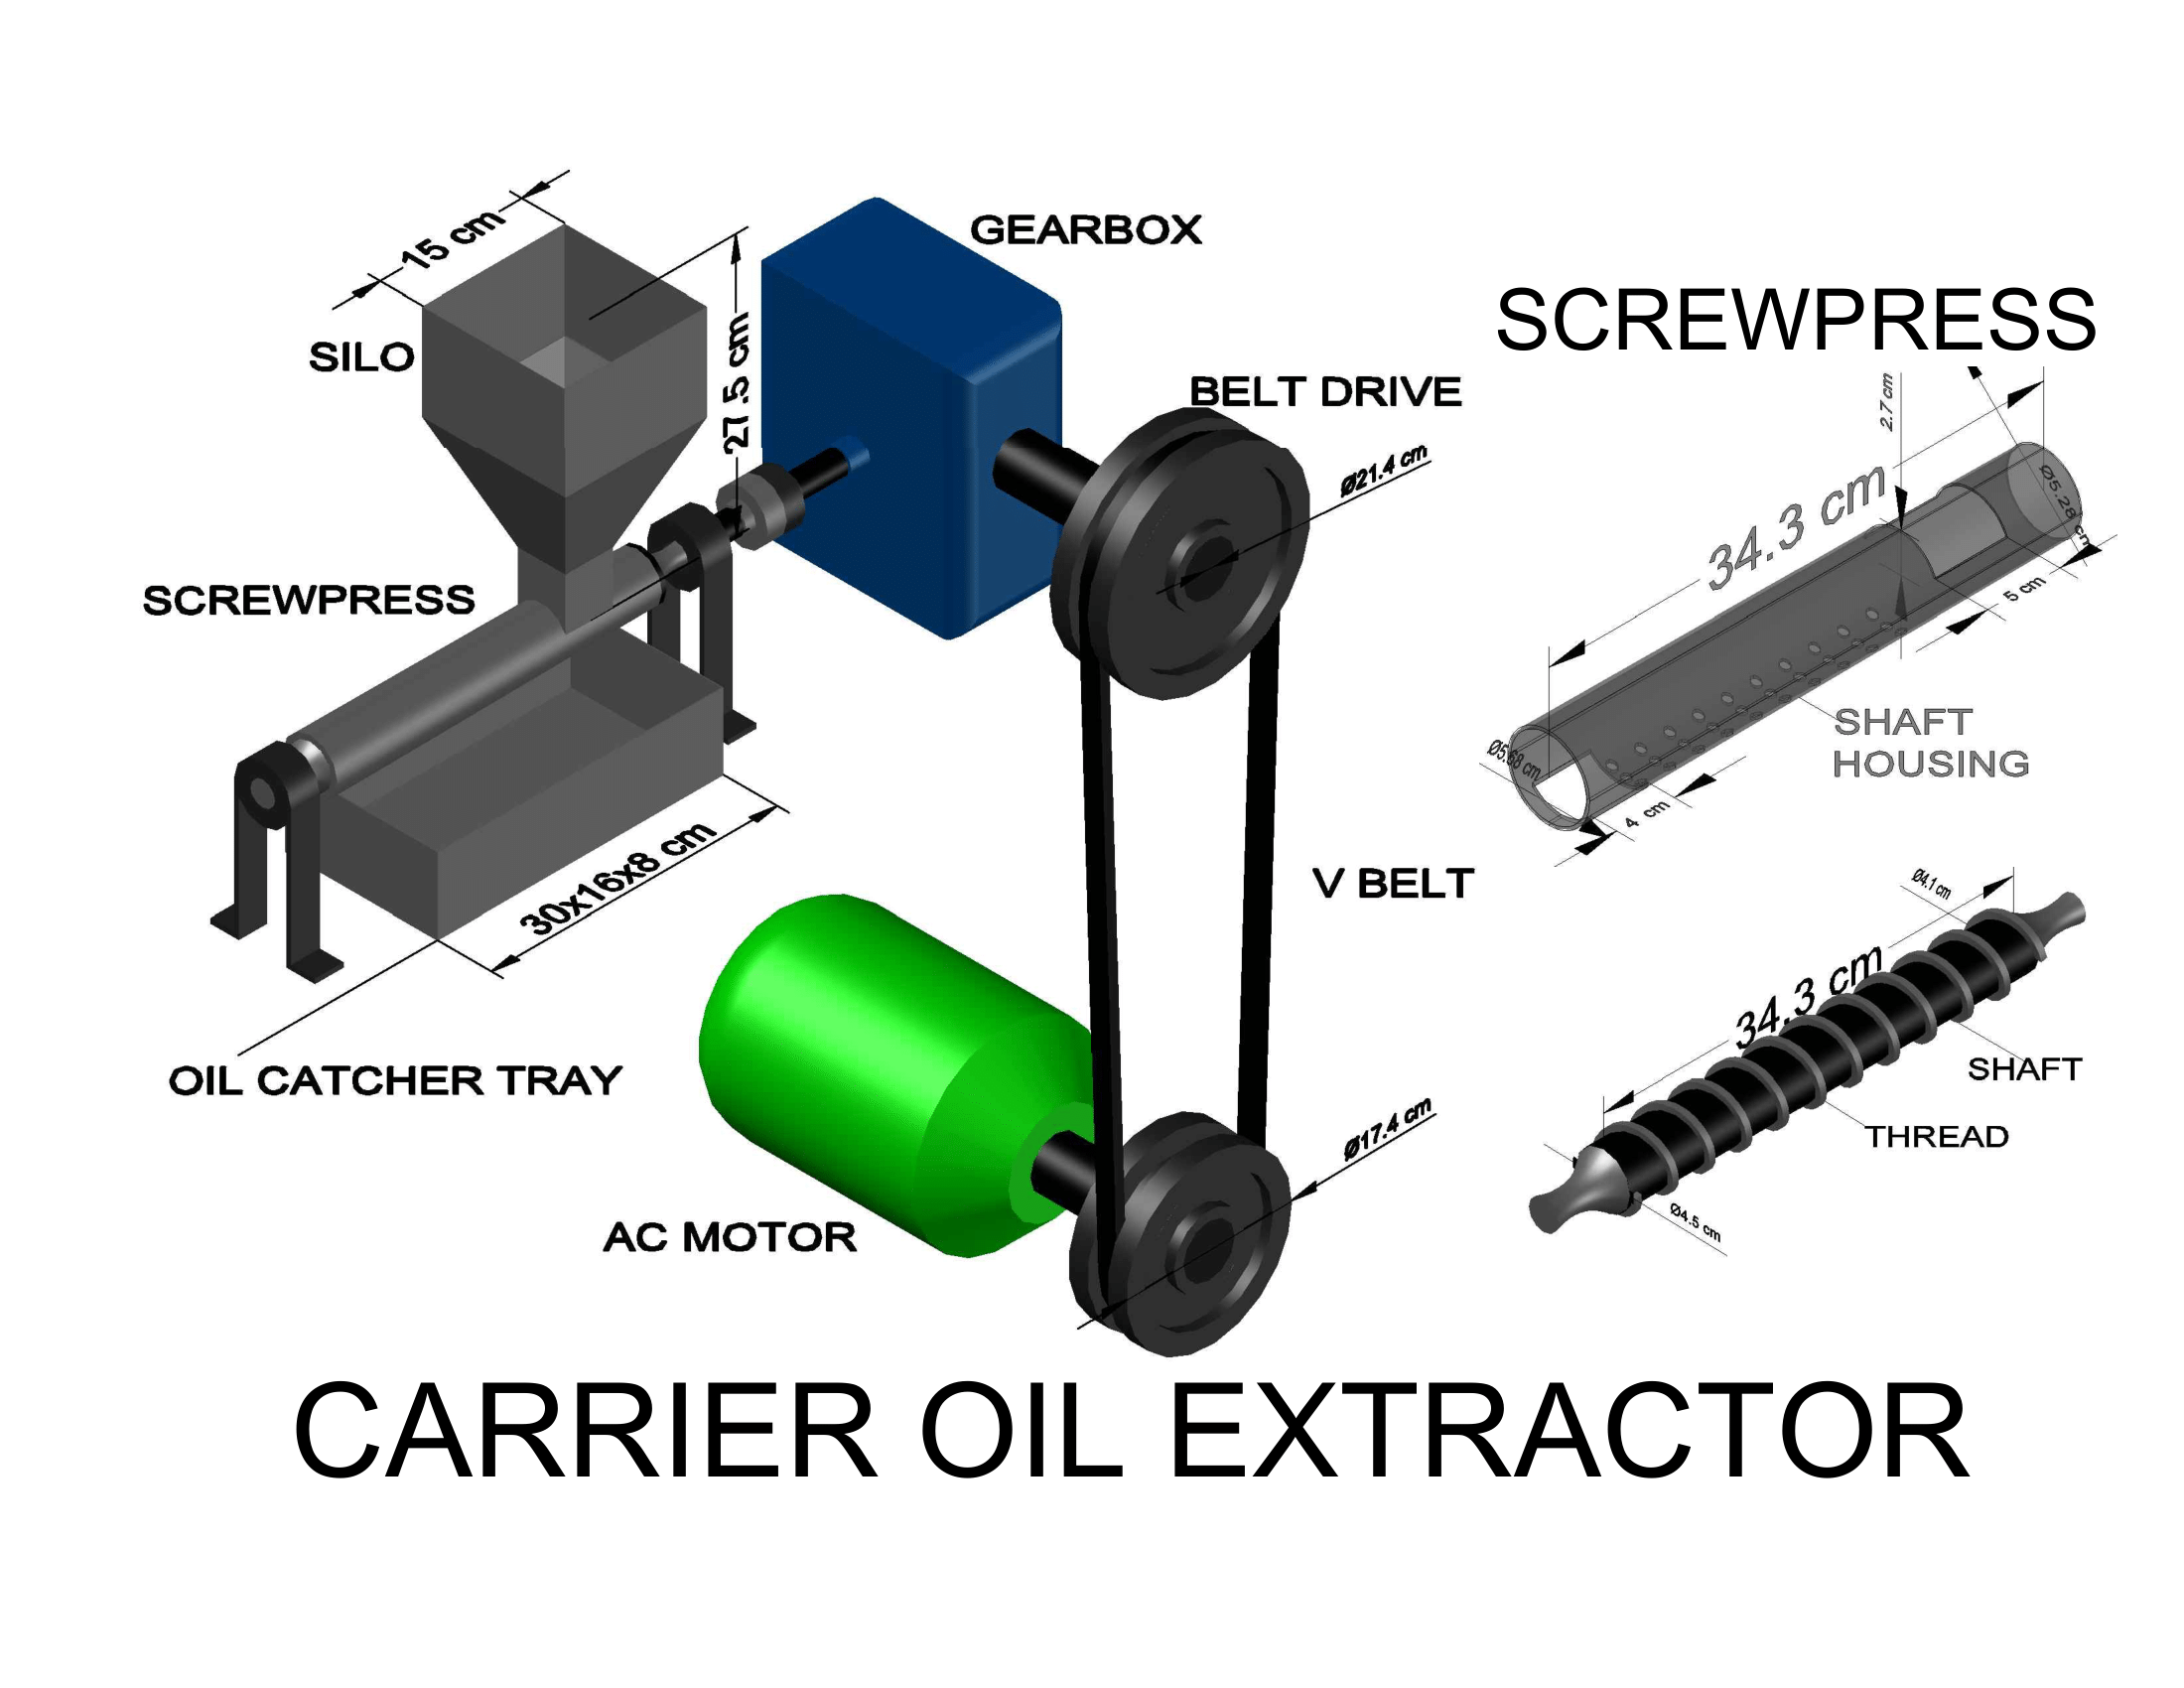 15 cm
GEARBOX
SILO
27.5 cm
BELT DRIVE
Ø21.4 cm
SCREWPRESS
30x16x8 cm
OIL CATCHER TRAY
V BELT
AC MOTOR
Ø17.4 cm
SCREWPRESS
2.7 cm
34.3 cm
Ø5.28 cm
5 cm
SHAFT
HOUSING
Ø5.68 cm
4 cm
Ø4.1 cm
34.3 cm
SHAFT
THREAD
Ø4.5 cm
CARRIER OIL EXTRACTOR